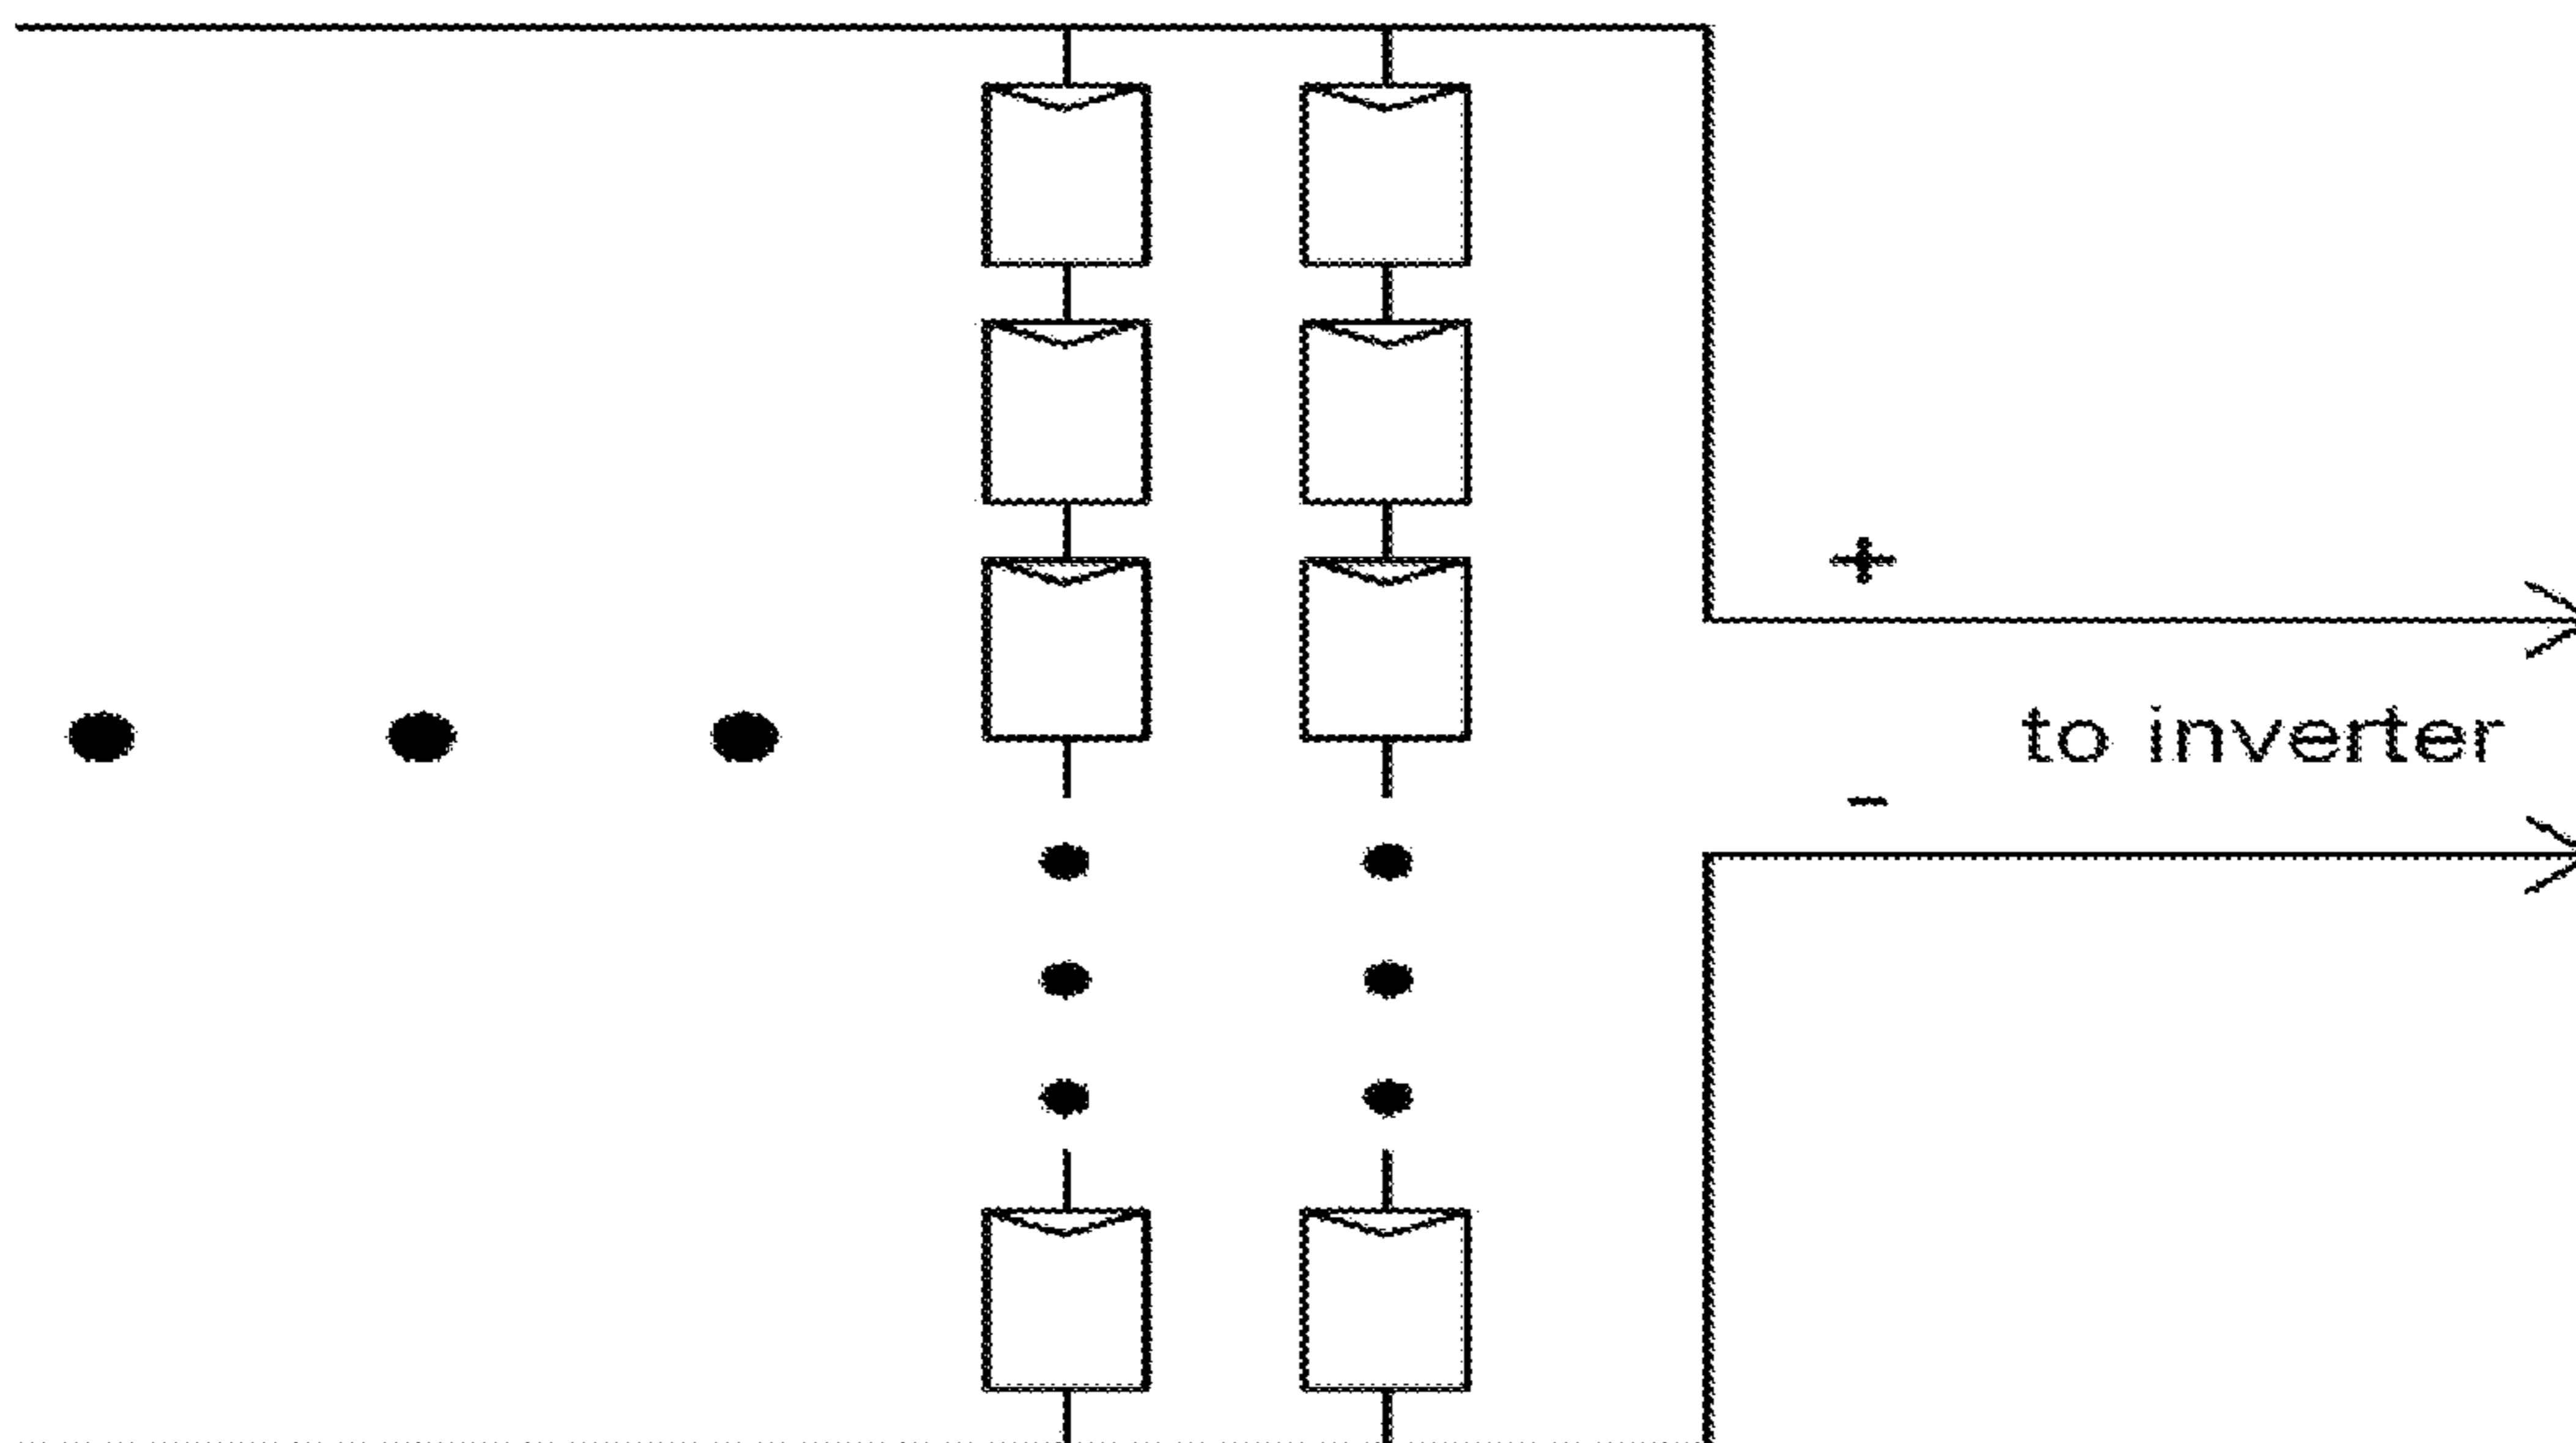 +
to inverter
-